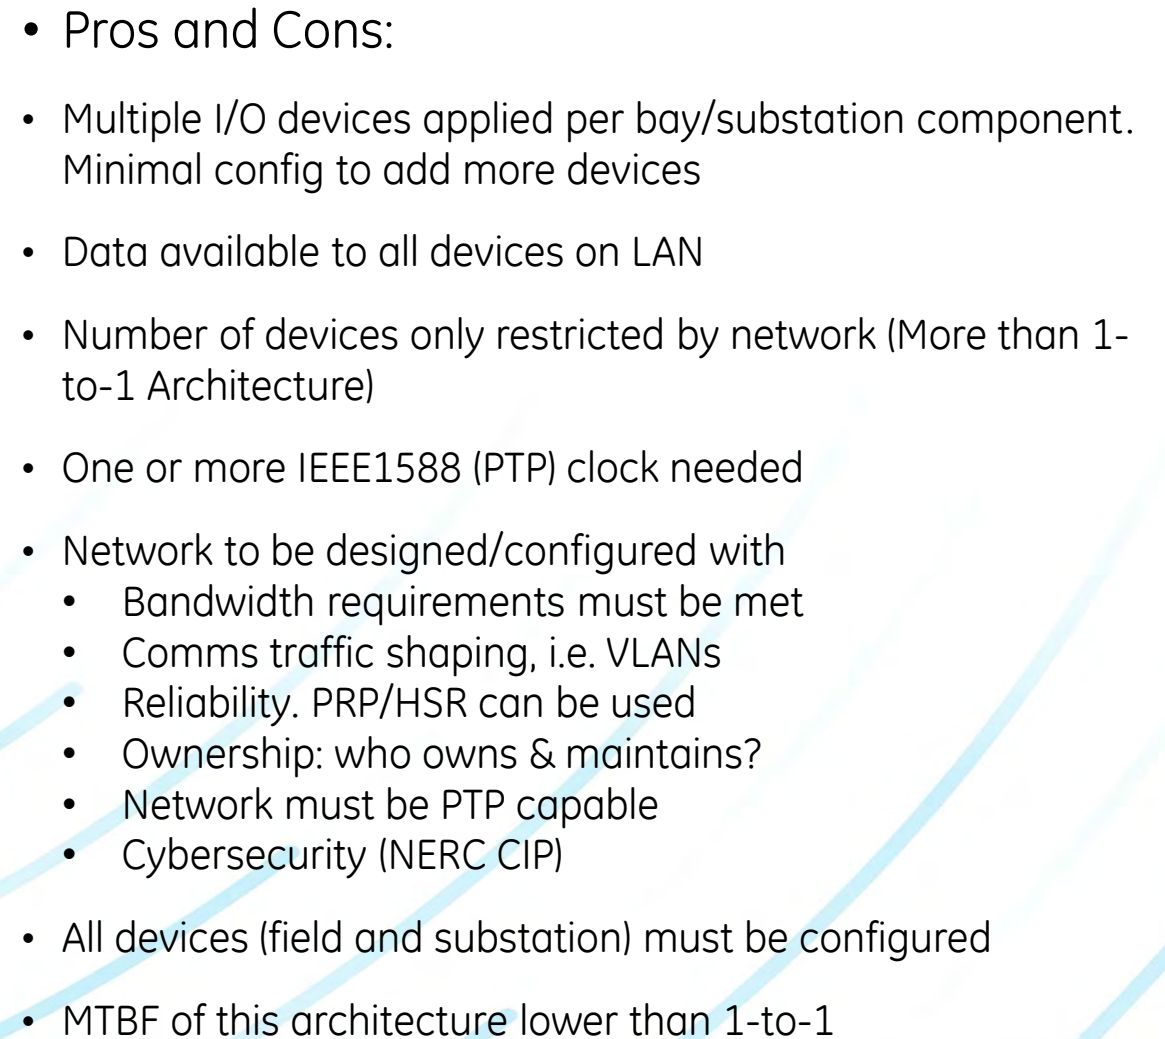 • Pros and Cons:
• Multiple I/O devices applied per bay/substation component.
Minimal config to add more devices
• Data available to all devices on LAN
• Number of devices only restricted by network (More than 1-
to-1 Architecture)
• One or more IEEE1588 (PTP) clock needed
• Network to be designed/configured with
• Bandwidth requirements must be met
• Comms traffic shaping, i.e. VLANs
• Reliability. PRP/HSR can be used
• Ownership: who owns & maintains?
• Network must be PTP capable
• Cybersecurity (NERC CIP)
• All devices (field and substation) must be configured
• MTBF of this architecture lower than 1-to-1